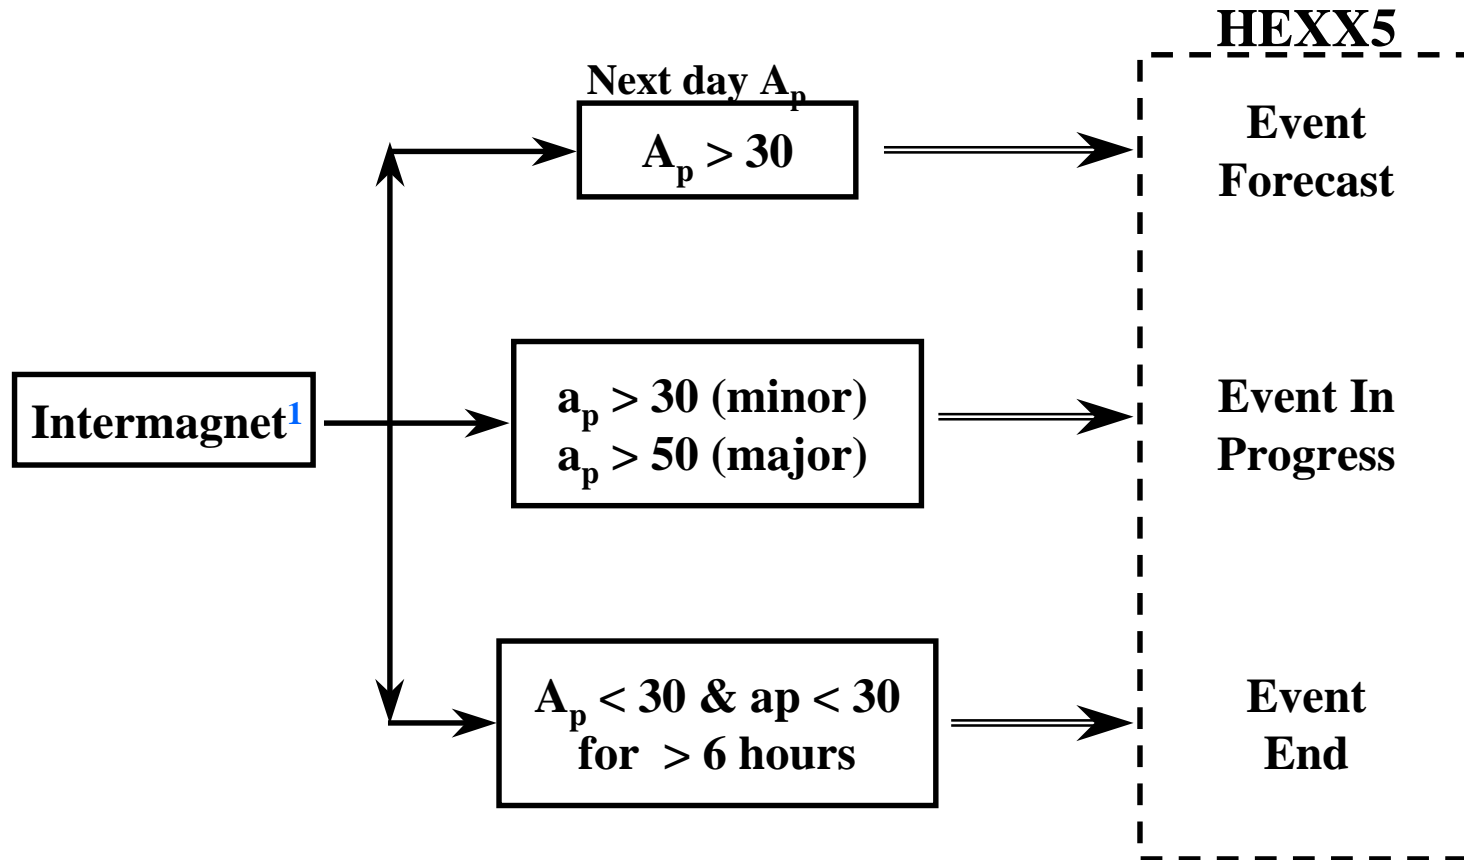 HEXX5
Next day Ap
Ap > 30
Event
Forecast
Intermagnet1
ap > 30 (minor)
ap > 50 (major)
Event In
Progress
Ap < 30 & ap < 30
for > 6 hours
Event
End